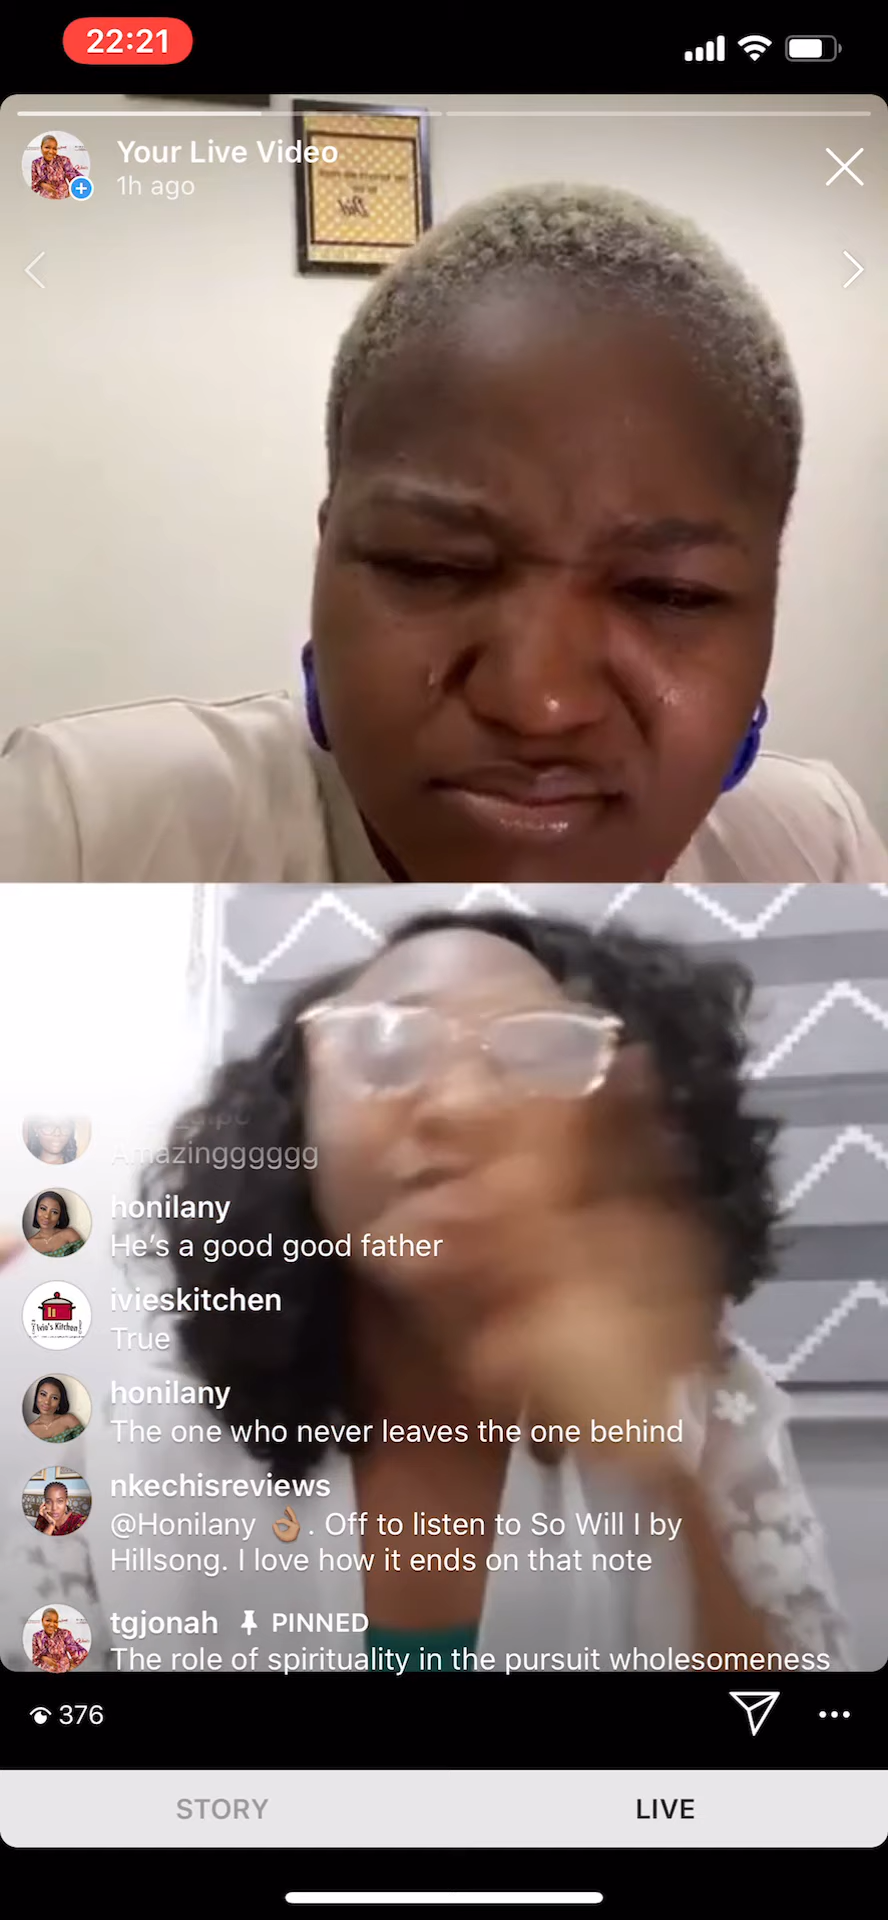 22:21
Your Live Video
1h ago
Amazingggggg
honilany
He's a good good father
ivieskitchen
True
honilany
The one who never leaves the one behind
nkechisreviews
@Honilany 👌🏽. Off to listen to So Will I by
Hillsong. I love how it ends on that note
tgjonah PINNED
The role of spirituality in the pursuit wholesomeness
376
STORY
LIVE